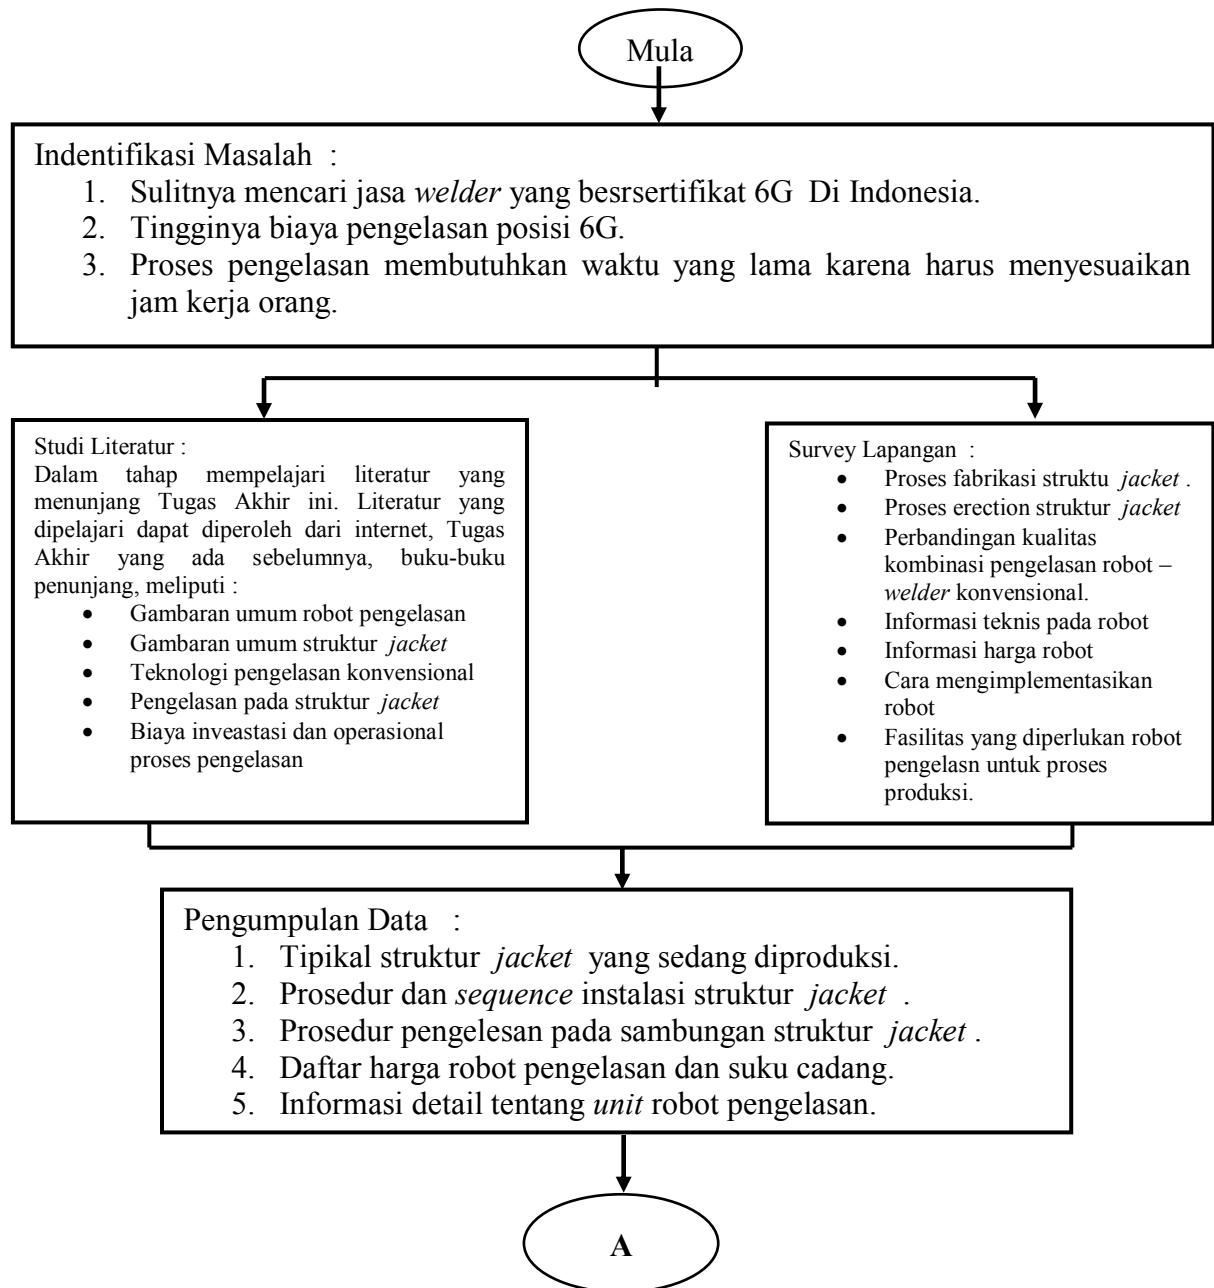 Mula
Indentifikasi Masalah :
1. Sulitnya mencari jasa welder yang besrsertifikat 6G Di Indonesia.
2. Tingginya biaya pengelasan posisi 6G.
3. Proses pengelasan membutuhkan waktu yang lama karena harus menyesuaikan
jam kerja orang.
Studi Literatur :
Dalam tahap mempelajari literatur yang
menunjang Tugas Akhir ini. Literatur yang
dipelajari dapat diperoleh dari internet, Tugas
Akhir yang ada sebelumnya, buku-buku
penunjang, meliputi :
• Gambaran umum robot pengelasan
• Gambaran umum struktur jacket
• Teknologi pengelasan konvensional
• Pengelasan pada struktur jacket
• Biaya inveastasi dan operasional
proses pengelasan
Survey Lapangan :
• Proses fabrikasi struktu jacket .
• Proses erection struktur jacket
• Perbandingan kualitas
kombinasi pengelasan robot –
welder konvensional.
• Informasi teknis pada robot
• Informasi harga robot
• Cara mengimplementasikan
robot
• Fasilitas yang diperlukan robot
pengelasn untuk proses
produksi.
Pengumpulan Data :
1. Tipikal struktur jacket yang sedang diproduksi.
2. Prosedur dan sequence instalasi struktur jacket .
3. Prosedur pengelesan pada sambungan struktur jacket .
4. Daftar harga robot pengelasan dan suku cadang.
5. Informasi detail tentang unit robot pengelasan.
A